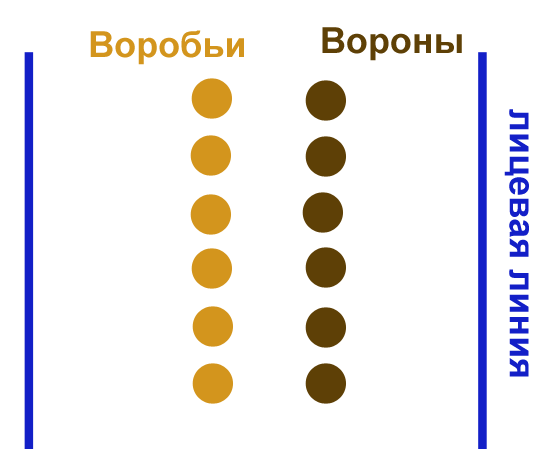 Воробьи
Вороны
лицевая линия